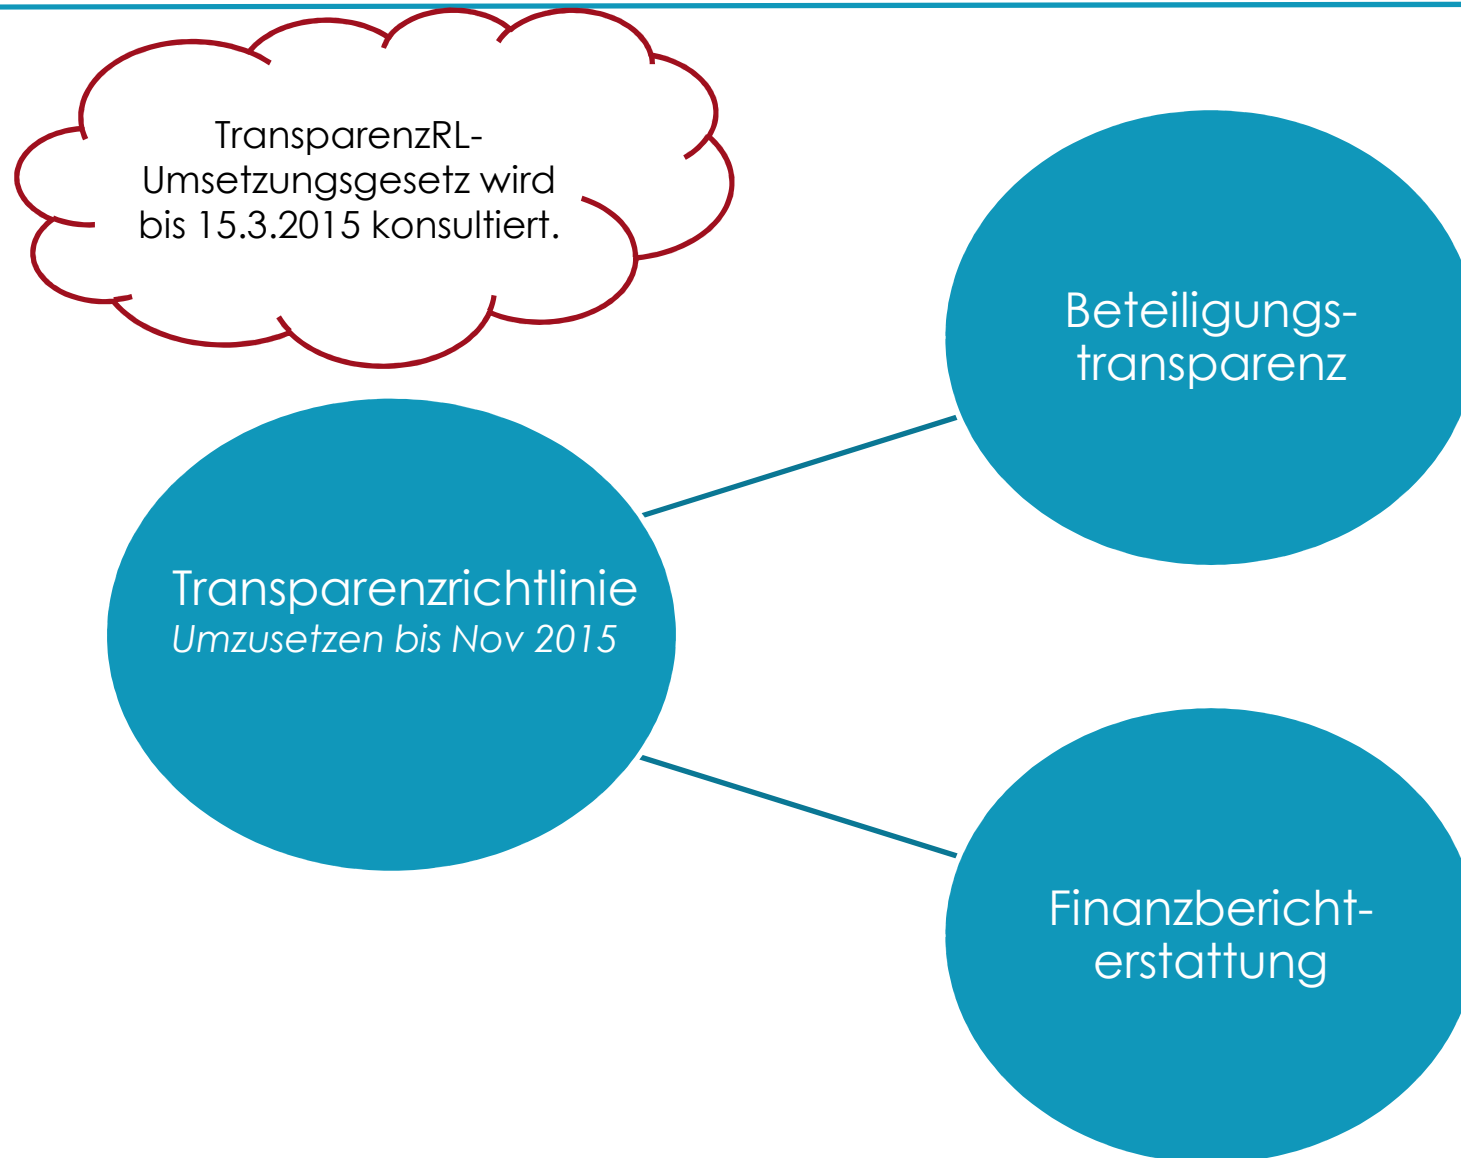 TransparenzRL-
Umsetzungsgesetz wird
bis 15.3.2015 konsultiert.
Beteiligungs-
transparenz
Transparenzrichtlinie
Umzusetzen bis Nov 2015
Finanzbericht-
erstattung